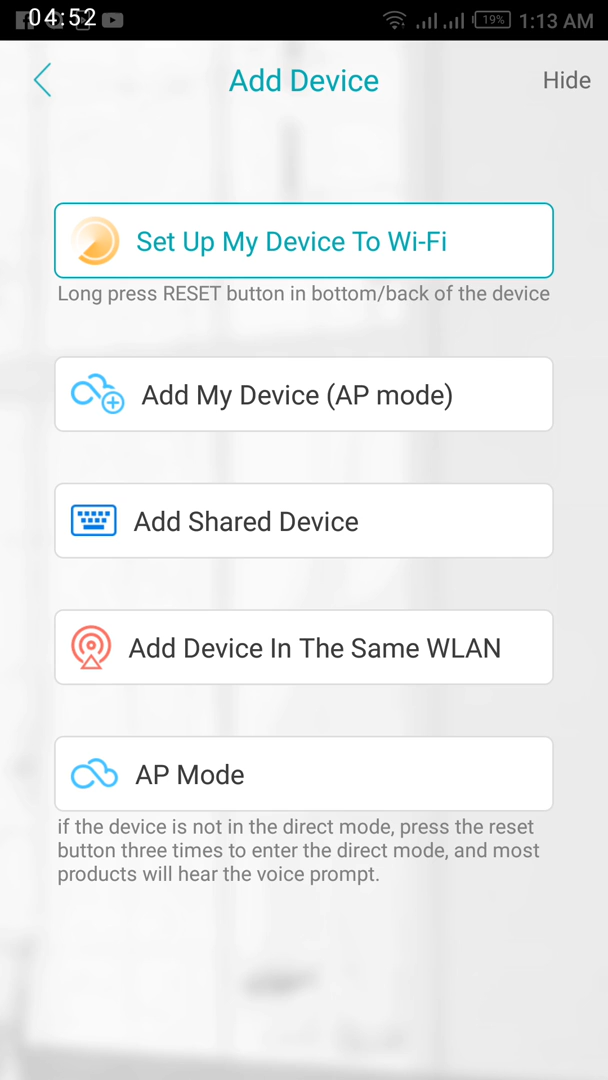 04:52
19% 1:13 AM
Add Device
Hide
Set Up My Device To Wi-Fi
Long press RESET button in bottom/back of the device
Add My Device (AP mode)
Add Shared Device
Add Device In The Same WLAN
AP Mode
if the device is not in the direct mode, press the reset
button three times to enter the direct mode, and most
products will hear the voice prompt.